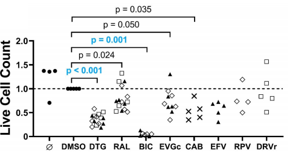 p = 0.035
p = 0.050
p = 0.001
p = 0.024
p < 0.001
Live Cell Count
2.0
1.5
1.0
0.5
0.0
∅ DMSO DTG RAL BIC EVGc CAB EFV RPV DRVr